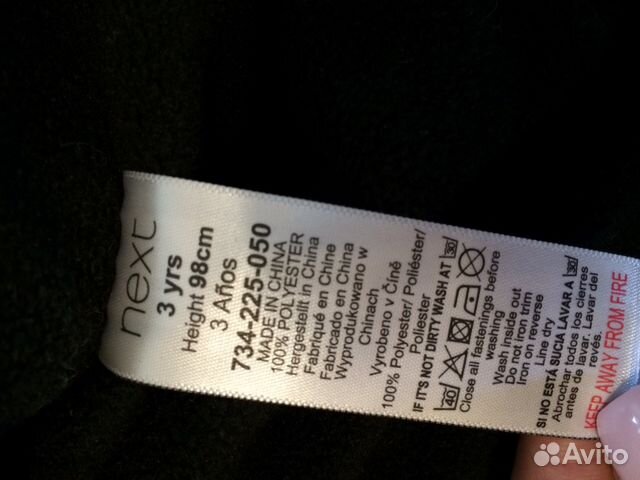 next
3 yrs
Height 98cm
3 Años
734-225-050
MADE IN CHINA
100% POLYESTER
Hergestellt in China
Fabriqué en Chine
Fabricado en China
Wyprodukowano w
Chinach
Vyrobeno v Číně
100% Polyester/ Poliester/
Poliester
IF IT'S NOT DIRTY WASH AT 30
40
Close all fastenings before
washing
Wash inside out
Do not iron trim
Iron on reverse
Line dry
SI NO ESTÁ SUCIA LAVAR A 30
Abrochar todos los cierres
antes de lavar. Lavar del
revés.
KEEP AWAY FROM FIRE
Avito